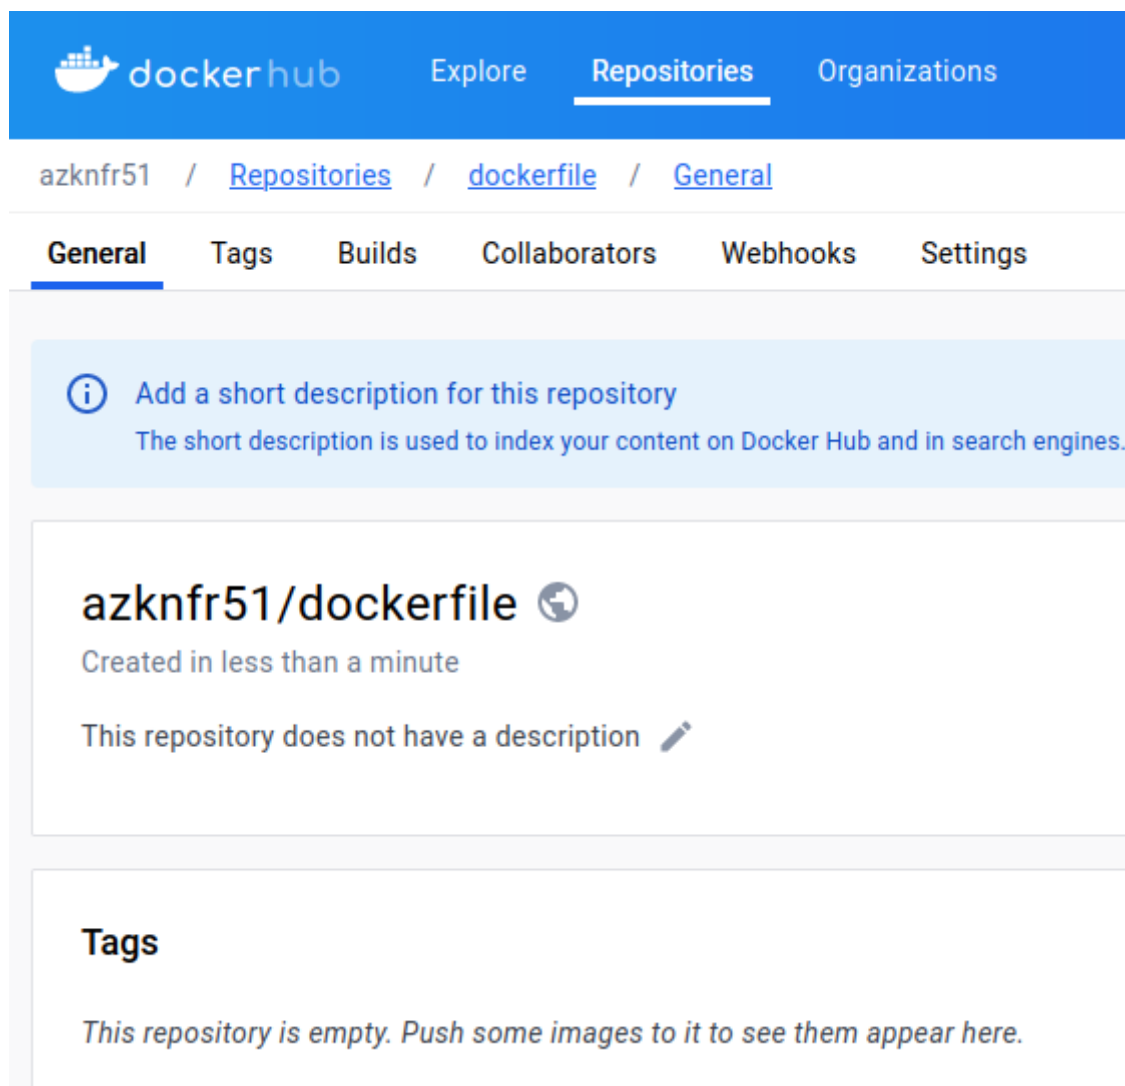 dockerhub Explore Repositories Organizations
azknfr51 / Repositories / dockerfile / General
General Tags Builds Collaborators Webhooks Settings
Add a short description for this repository
The short description is used to index your content on Docker Hub and in search engines.
azknfr51/dockerfile
Created in less than a minute
This repository does not have a description
Tags
This repository is empty. Push some images to it to see them appear here.